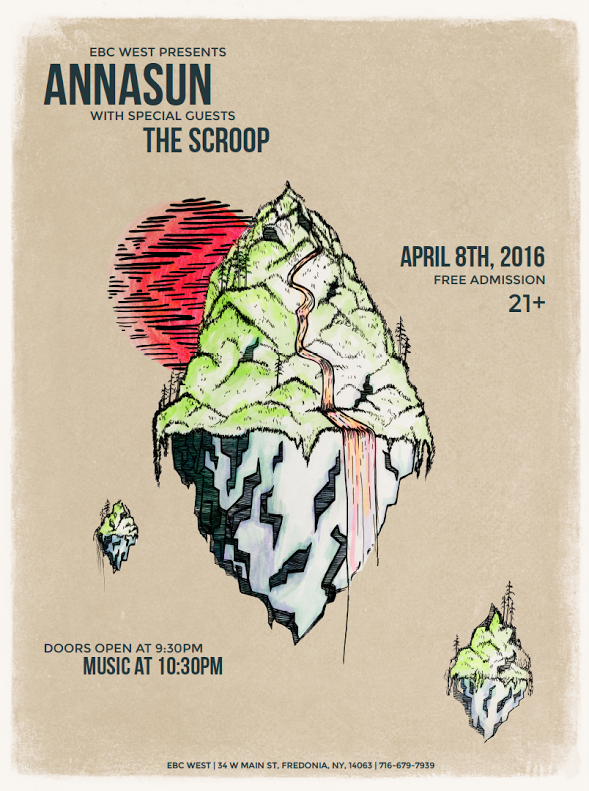 EBC WEST PRESENTS
ANNASUN
WITH SPECIAL GUESTS
THE SCROOP
APRIL 8TH, 2016
FREE ADMISSION
21+
DOORS OPEN AT 9:30PM
MUSIC AT 10:30PM
EBC WEST | 34 W MAIN ST, FREDONIA, NY, 14063 | 716-679-7939